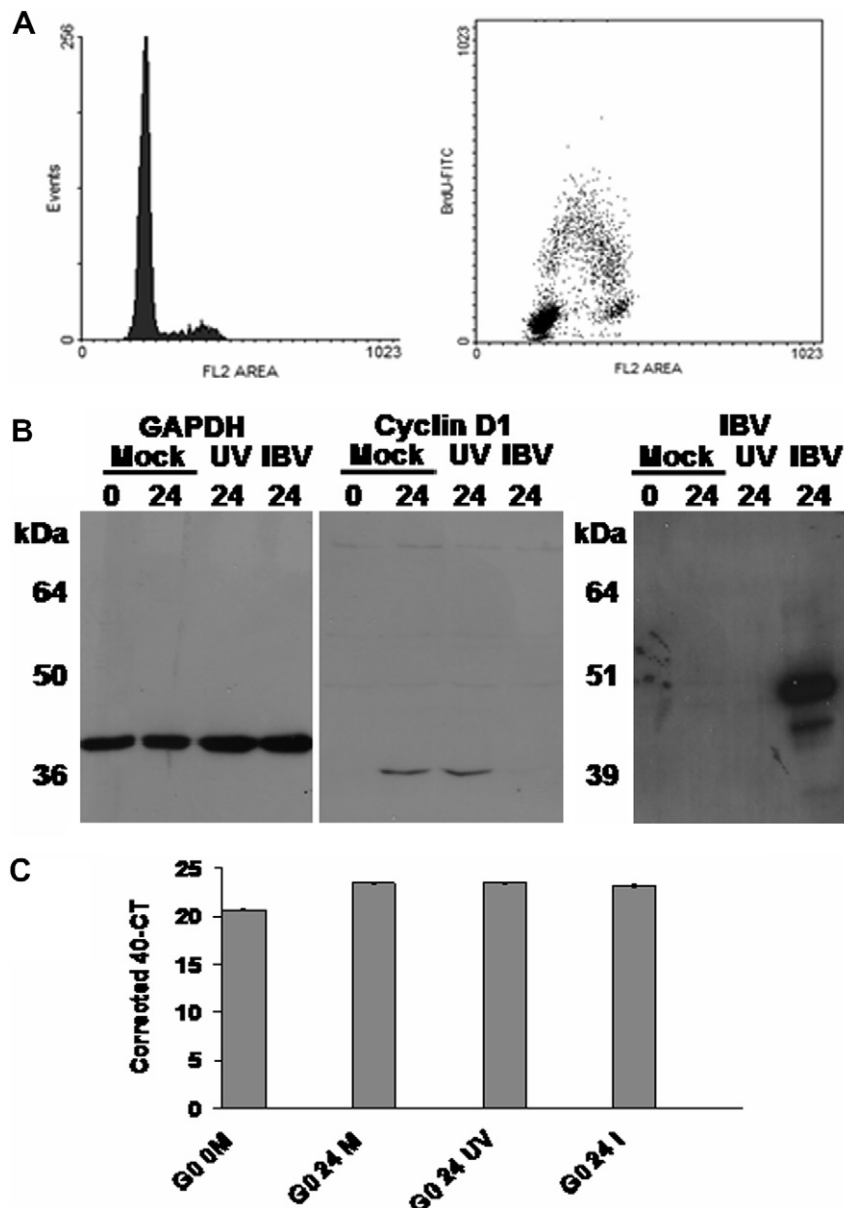 A
256
Events
0
0
1023
FL2 AREA
1023
BrdU-FITC
0
0
1023
FL2 AREA
B
GAPDH
Mock UV IBV
0 24 24 24
kDa
64
50
36
Cyclin D1
Mock UV IBV
0 24 24 24
IBV
Mock UV IBV
0 24 24 24
kDa
64
51
39
C
Corrected 40-CT
25
20
15
10
5
0
G0 0M
G0 24 M
G0 24 UV
G0 24 I